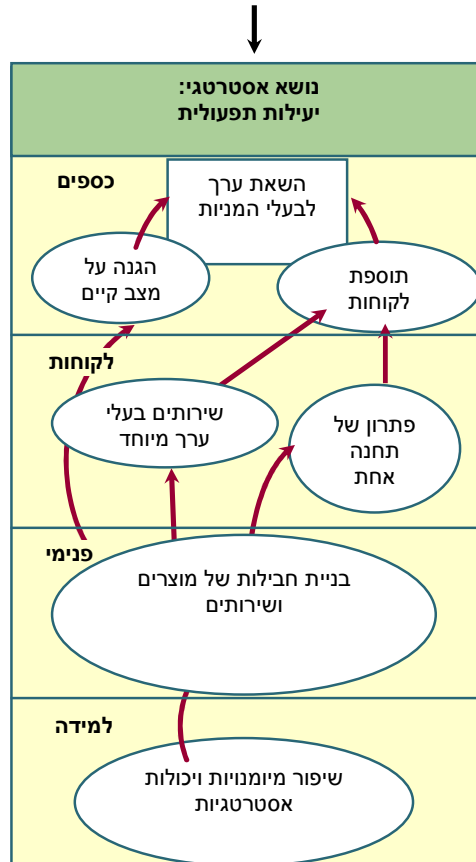 נושא אסטרטגי:
יעילות תפעולית
כספים
השאת ערך
לבעלי המניות
הגנה על
מצב קיים
תוספת
לקוחות
לקוחות
שירותים בעלי
ערך מיוחד
פתרון של
תחנה
אחת
פנימי
בניית חבילות של מוצרים
ושירותים
למידה
שיפור מיומנויות ויכולות
אסטרטגיות